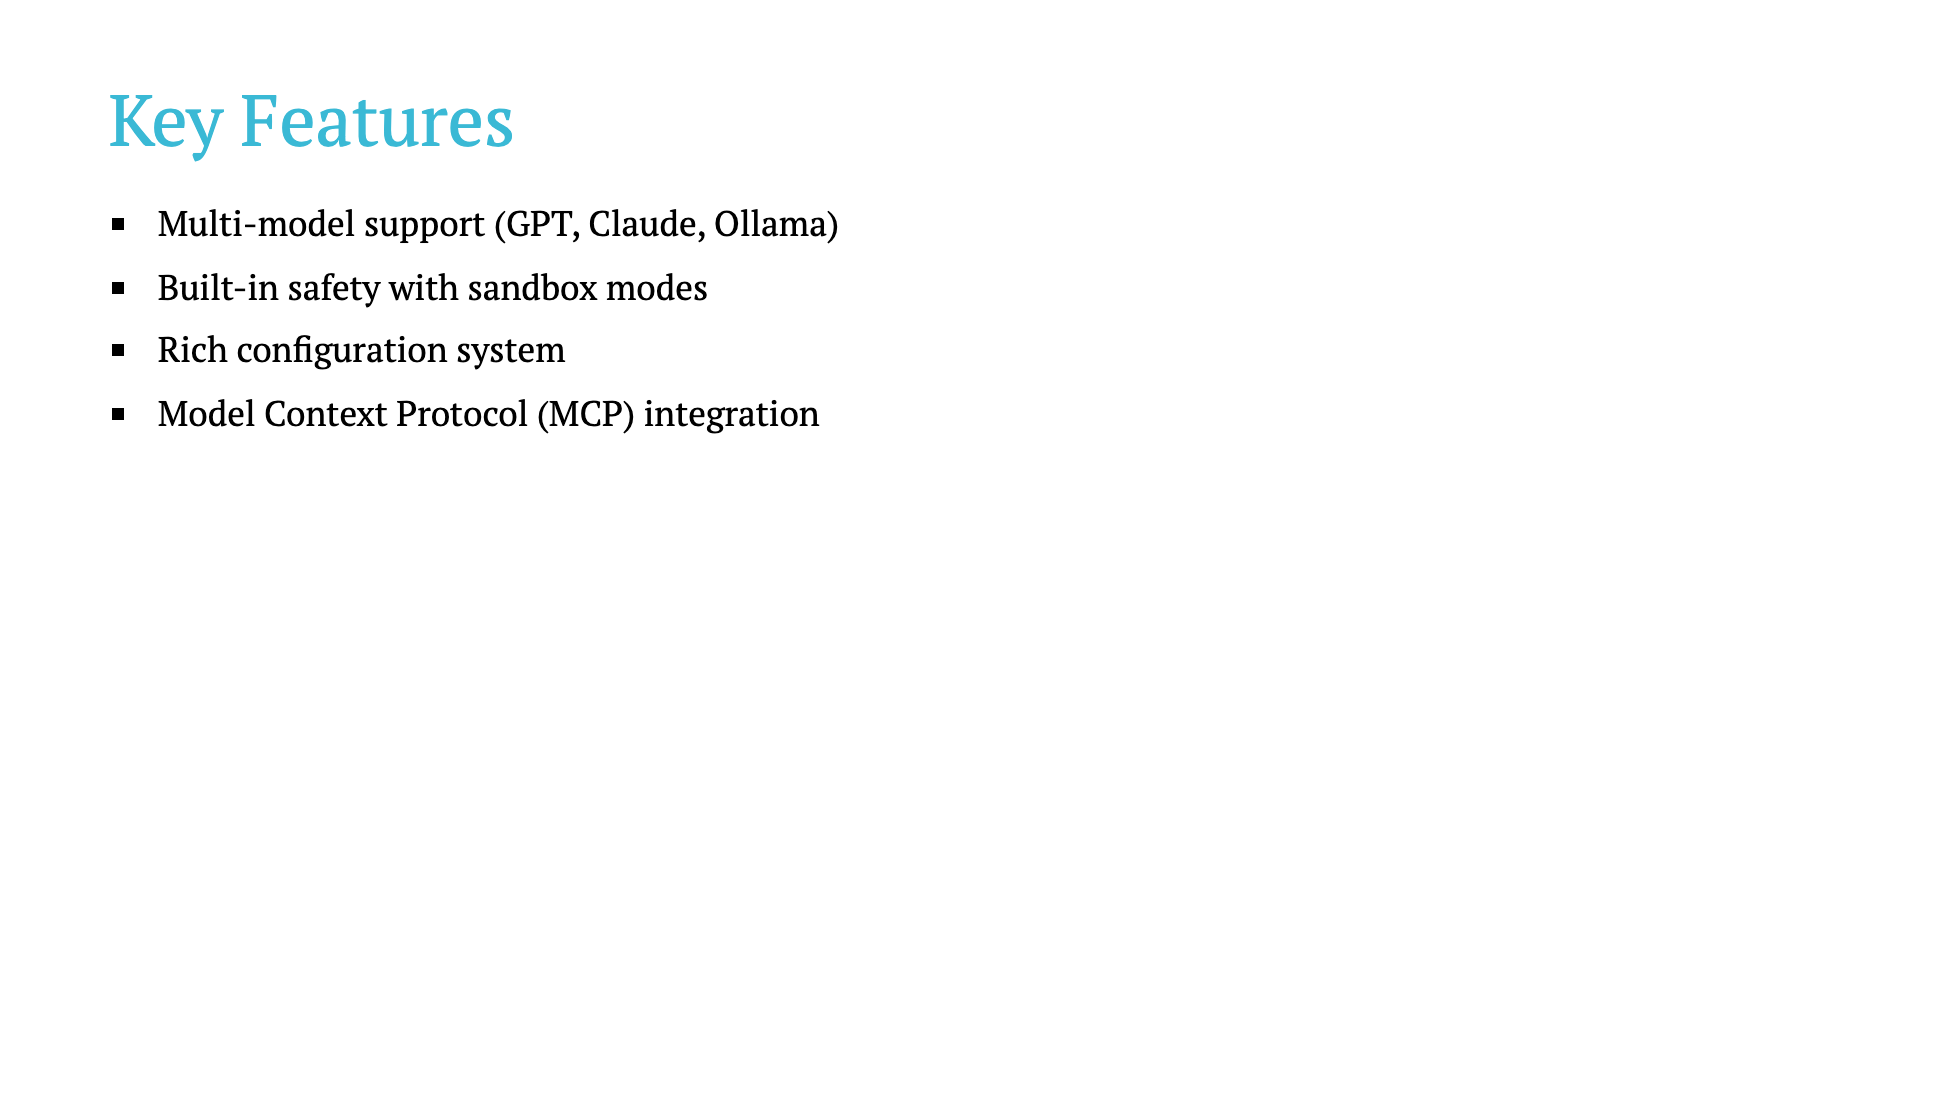 Key Features
▪ Multi-model support (GPT, Claude, Ollama)
▪ Built-in safety with sandbox modes
▪ Rich configuration system
▪ Model Context Protocol (MCP) integration